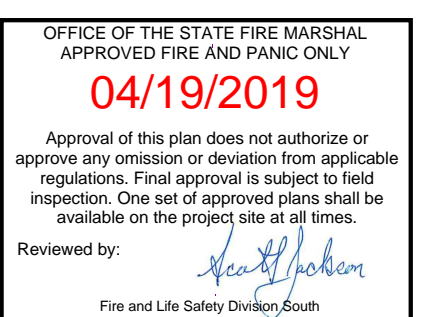 OFFICE OF THE STATE FIRE MARSHAL
APPROVED FIRE AND PANIC ONLY
04/19/2019
Approval of this plan does not authorize or
approve any omission or deviation from applicable
regulations. Final approval is subject to field
inspection. One set of approved plans shall be
available on the project site at all times.
Reviewed by: Scott Jackson
Fire and Life Safety Division South